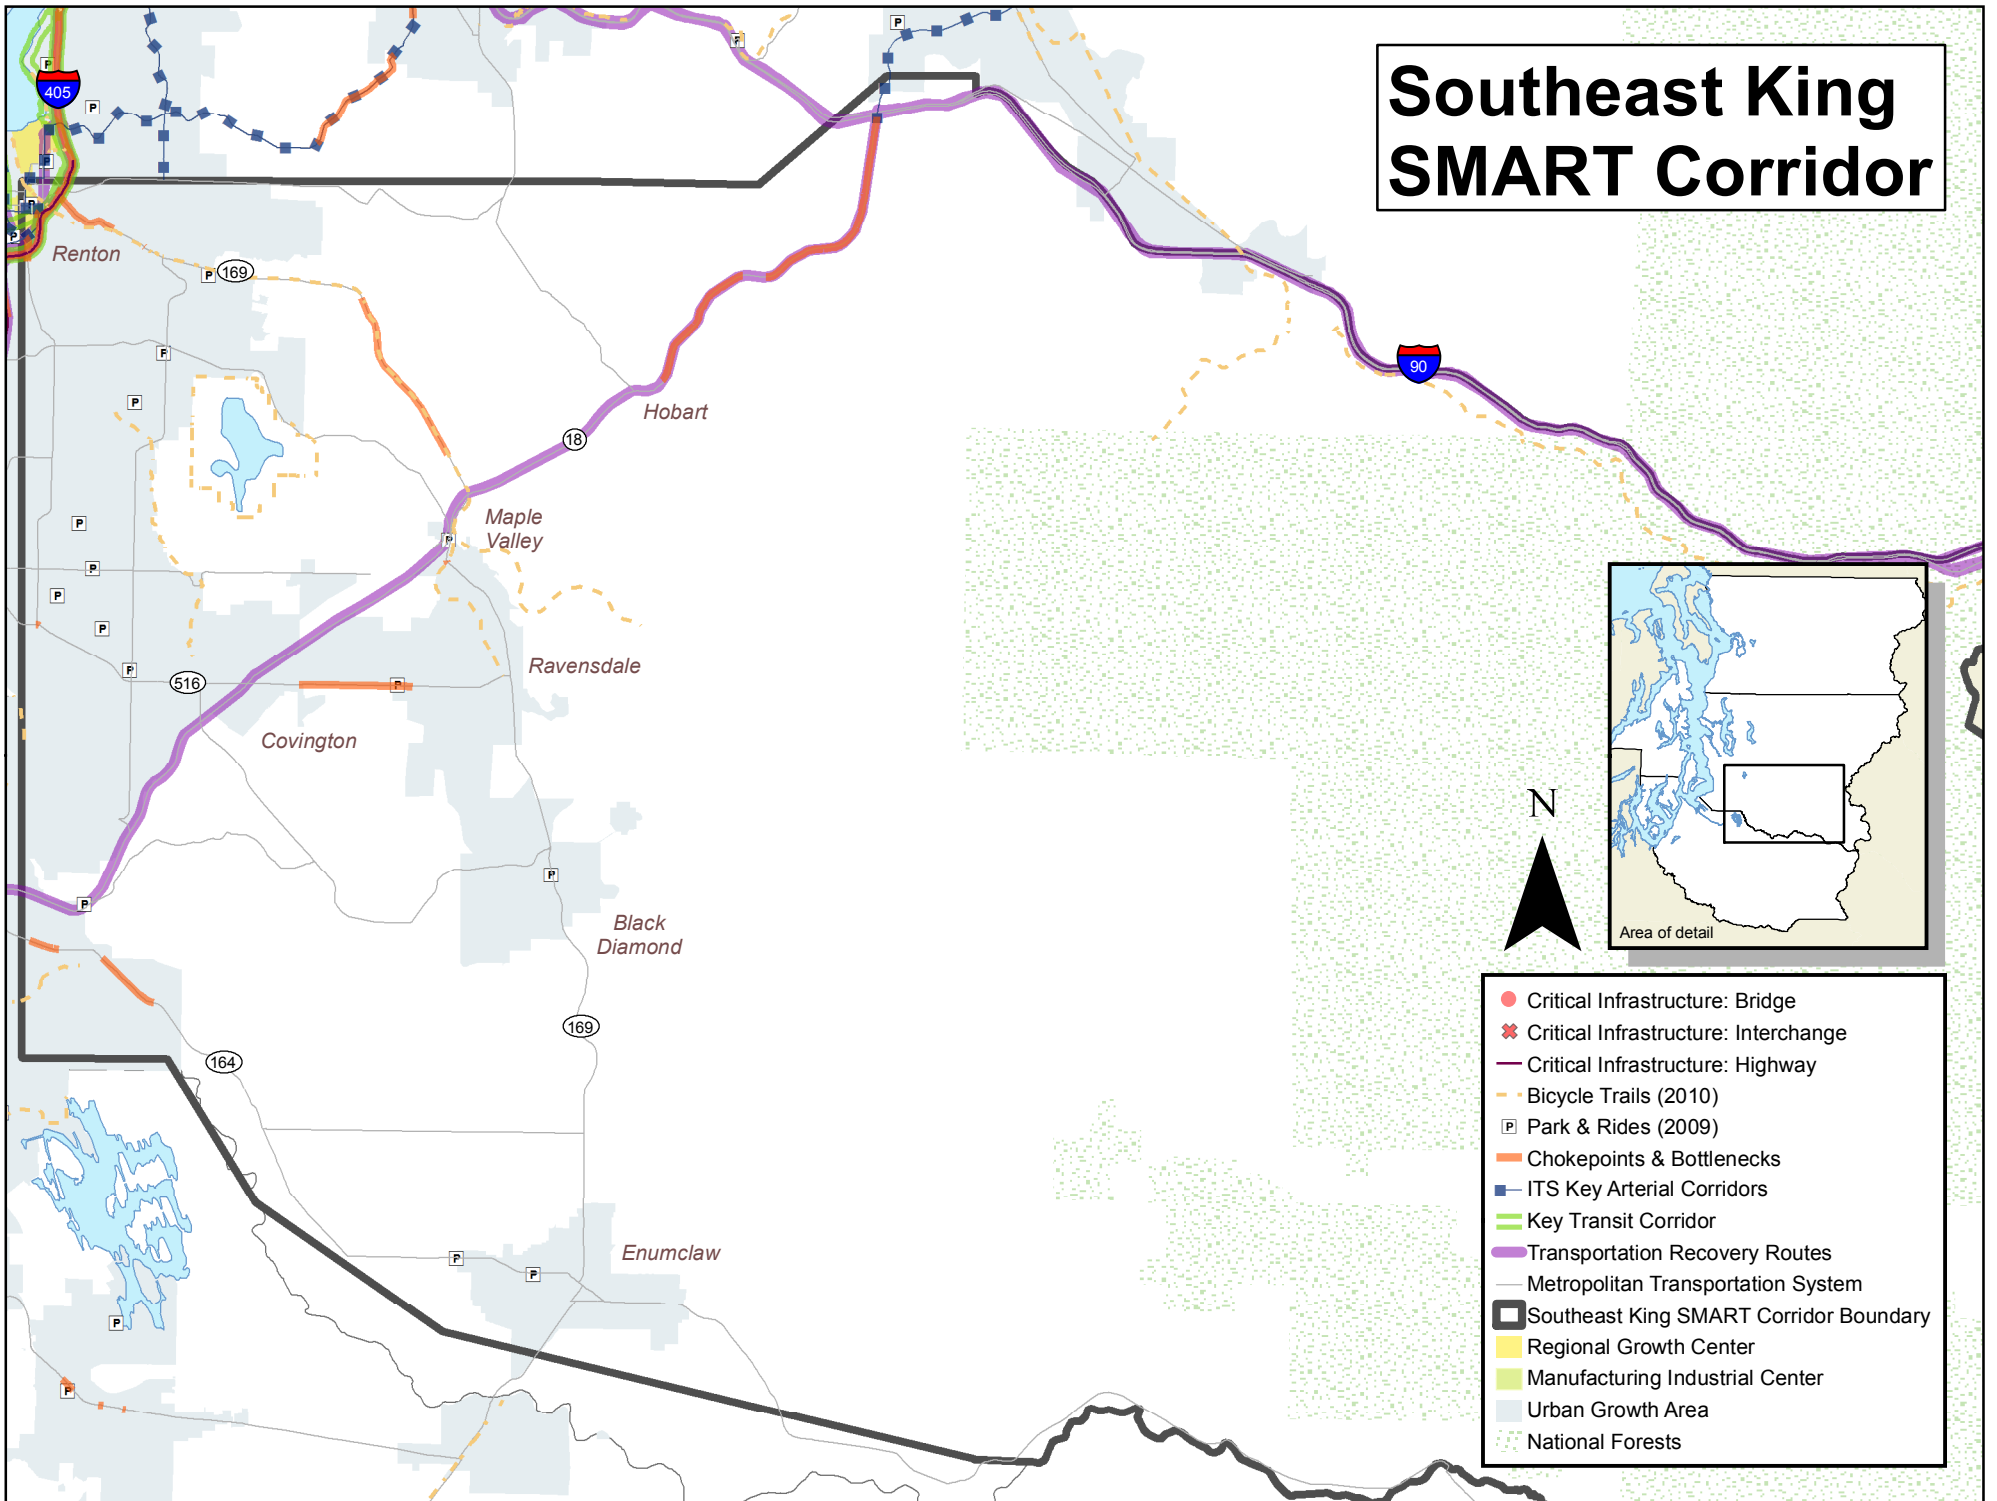 Southeast King
SMART Corridor
P
P
P
405
P
P
P
P
Renton
P
169
P
90
P
Hobart
18
P
Maple
Valley
P
P
P
P
Ravensdale
P
516
P
Covington
N
P
P
Black
Diamond
Area of detail
169
164
Enumclaw
P
P
P
P
Critical Infrastructure: Bridge
Critical Infrastructure: Interchange
Critical Infrastructure: Highway
Bicycle Trails (2010)
P Park & Rides (2009)
Chokepoints & Bottlenecks
ITS Key Arterial Corridors
Key Transit Corridor
Transportation Recovery Routes
Metropolitan Transportation System
Southeast King SMART Corridor Boundary
Regional Growth Center
Manufacturing Industrial Center
Urban Growth Area
National Forests